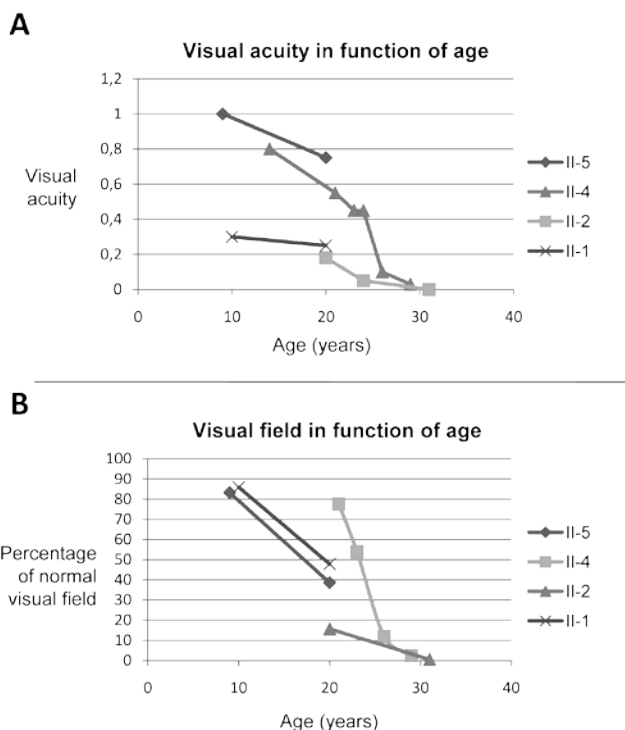 A
Visual acuity in function of age
1,2
1
0,8
0,6
0,4
0,2
0
Visual
acuity
0 10 20 30 40
Age (years)
II-5
II-4
II-2
II-1
B
Visual field in function of age
100
90
80
70
60
50
40
30
20
10
0
Percentage
of normal
visual field
0 10 20 30 40
Age (years)
II-5
II-4
II-2
II-1